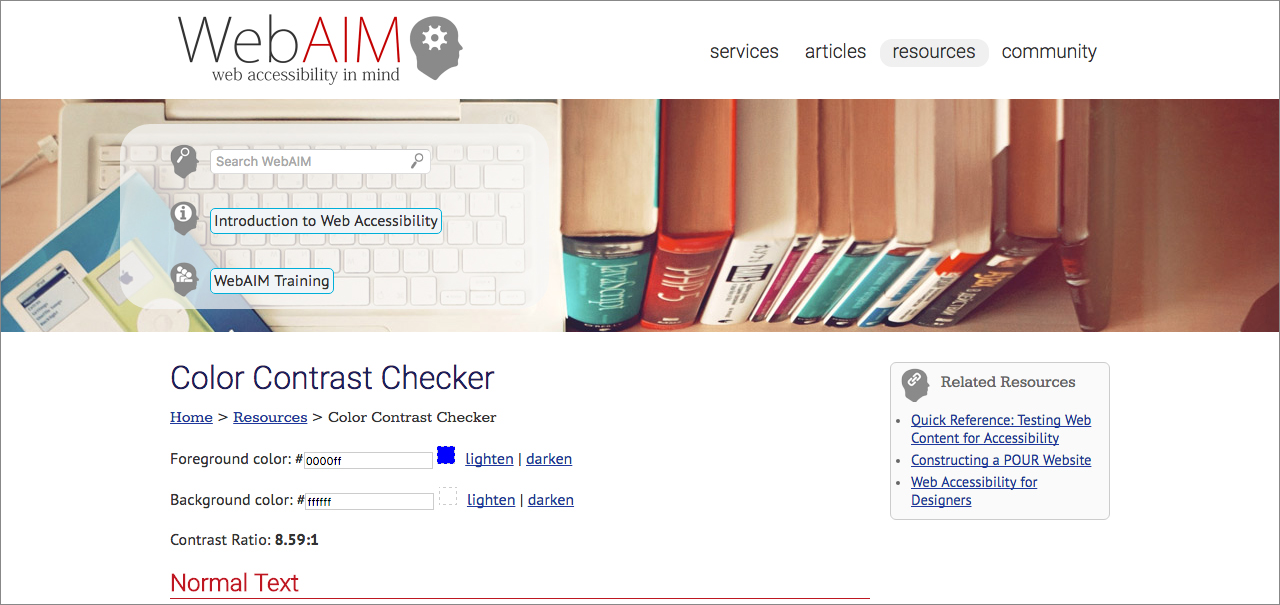 WebAIM
web accessibility in mind
services articles resources community
Search WebAIM
Introduction to Web Accessibility
WebAIM Training
javascript
PHP 5
Color Contrast Checker
Home > Resources > Color Contrast Checker
Foreground color: #0000ff lighten | darken
Background color: #ffffff lighten | darken
Contrast Ratio: 8.59:1
Normal Text
Related Resources
• Quick Reference: Testing Web
Content for Accessibility
• Constructing a POUR Website
• Web Accessibility for
Designers